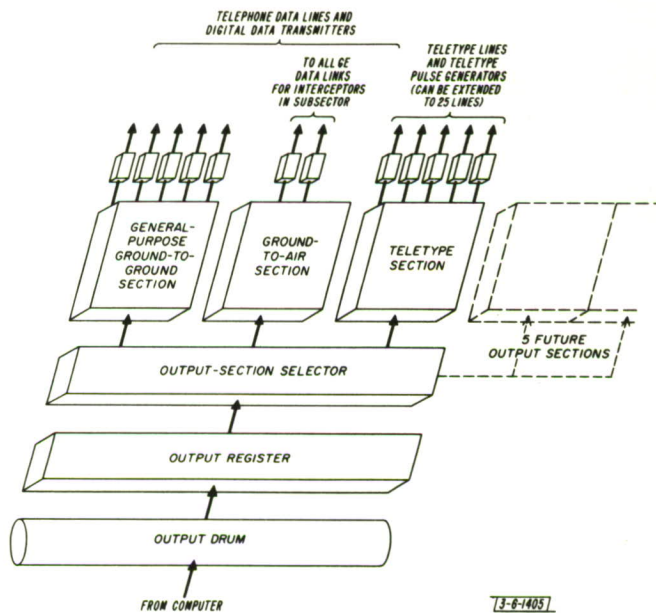 TELEPHONE DATA LINES AND
DIGITAL DATA TRANSMITTERS
TO ALL GE
DATA LINKS
FOR INTERCEPTORS
IN SUBSECTOR
TELETYPE LINES
AND TELETYPE
PULSE GENERATORS
(CAN BE EXTENDED
TO 25 LINES)
GENERAL-
PURPOSE
GROUND-TO-
GROUND
SECTION
GROUND-
TO-AIR
SECTION
TELETYPE
SECTION
5 FUTURE
OUTPUT SECTIONS
OUTPUT-SECTION SELECTOR
OUTPUT REGISTER
OUTPUT DRUM
FROM COMPUTER
3-6-1405